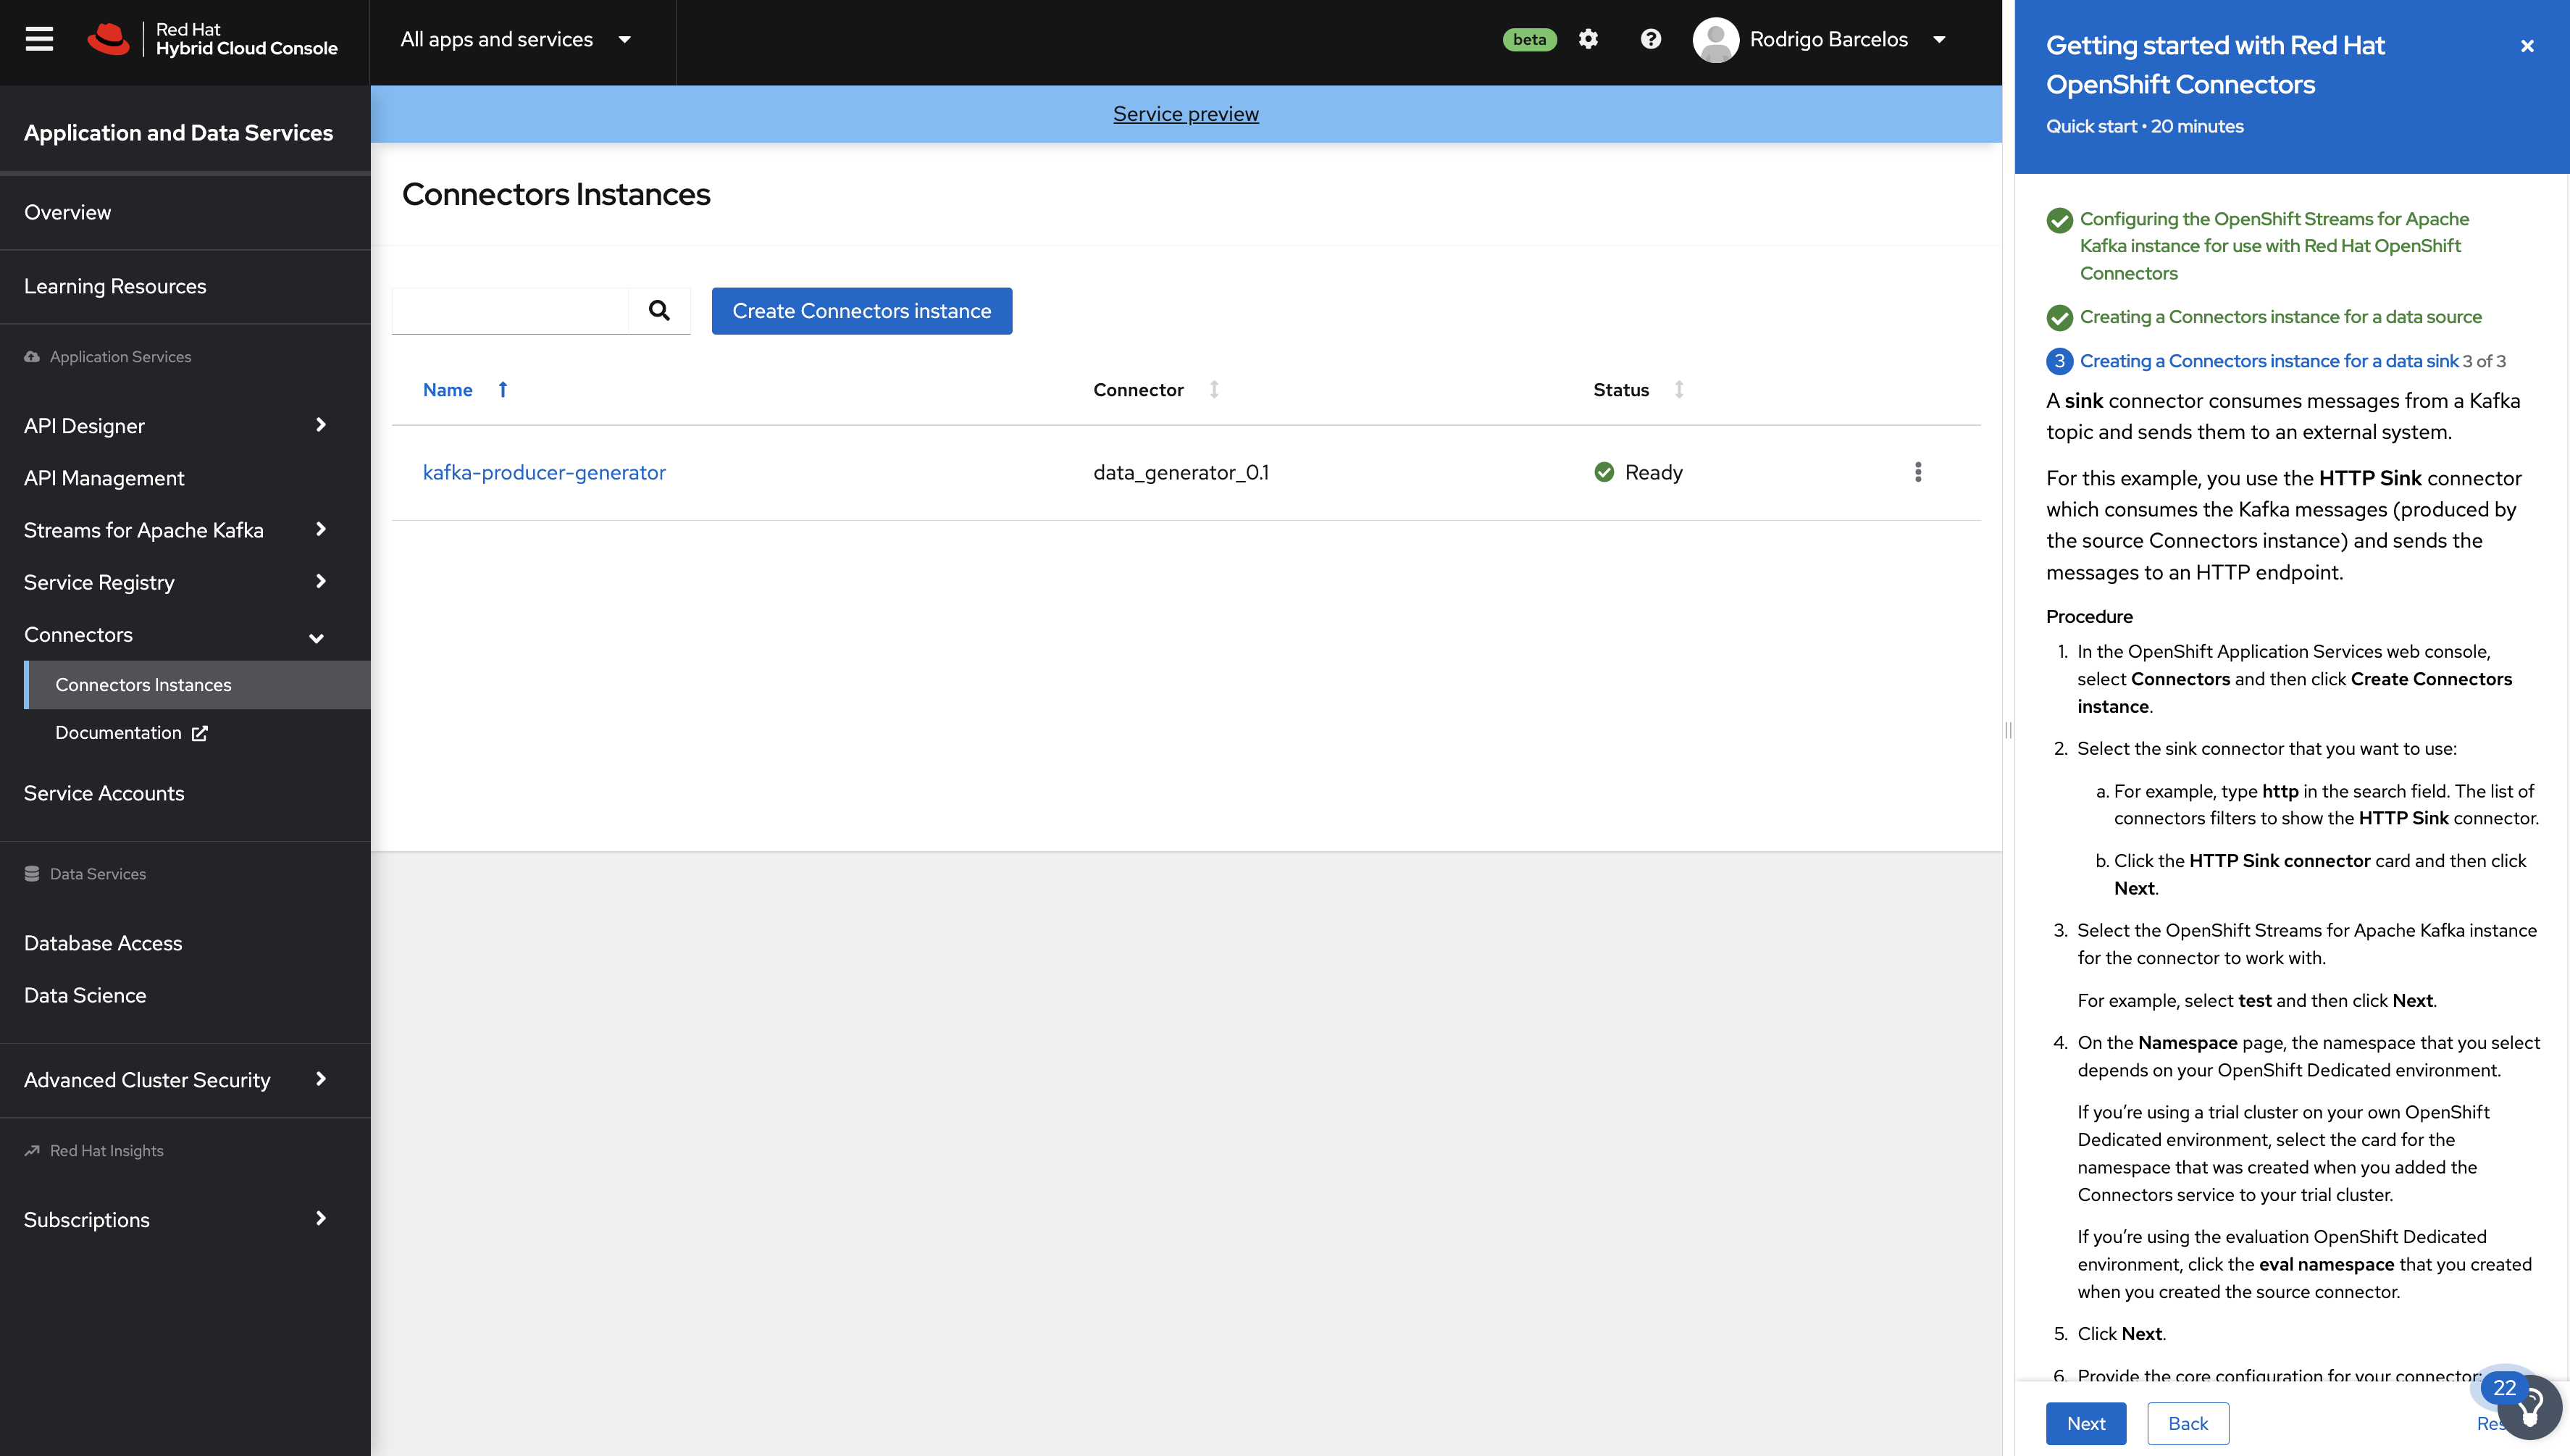 Red Hat
Hybrid Cloud Console
All apps and services
beta
Rodrigo Barcelos
Application and Data Services
Overview
Learning Resources
Application Services
API Designer
API Management
Streams for Apache Kafka
Service Registry
Connectors
Connectors Instances
Documentation
Service Accounts
Data Services
Database Access
Data Science
Advanced Cluster Security
Red Hat Insights
Subscriptions
Service preview
Connectors Instances
Create Connectors instance
Name Connector Status
kafka-producer-generator data_generator_0.1 Ready
Getting started with Red Hat
OpenShift Connectors
Quick start • 20 minutes
Configuring the OpenShift Streams for Apache
Kafka instance for use with Red Hat OpenShift
Connectors
Creating a Connectors instance for a data source
3 Creating a Connectors instance for a data sink 3 of 3
A sink connector consumes messages from a Kafka
topic and sends them to an external system.
For this example, you use the HTTP Sink connector
which consumes the Kafka messages (produced by
the source Connectors instance) and sends the
messages to an HTTP endpoint.
Procedure
1. In the OpenShift Application Services web console,
select Connectors and then click Create Connectors
instance.
2. Select the sink connector that you want to use:
a. For example, type http in the search field. The list of
connectors filters to show the HTTP Sink connector.
b. Click the HTTP Sink connector card and then click
Next.
3. Select the OpenShift Streams for Apache Kafka instance
for the connector to work with.
For example, select test and then click Next.
4. On the Namespace page, the namespace that you select
depends on your OpenShift Dedicated environment.
If you’re using a trial cluster on your own OpenShift
Dedicated environment, select the card for the
namespace that was created when you added the
Connectors service to your trial cluster.
If you’re using the evaluation OpenShift Dedicated
environment, click the eval namespace that you created
when you created the source connector.
5. Click Next.
6. Provide the core configuration for your connector:
22
Next
Back
Res